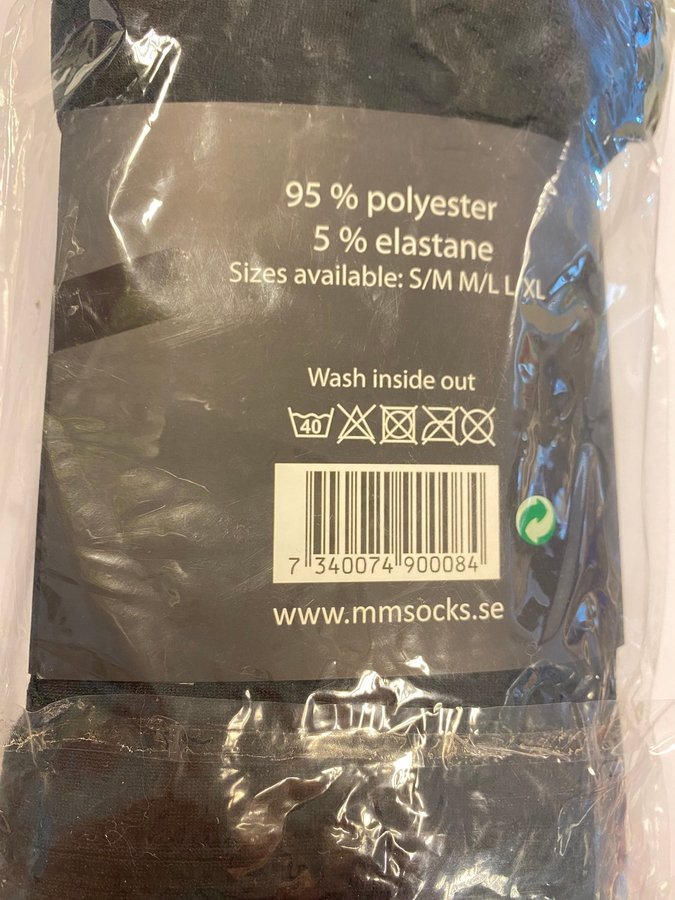 95 % polyester
5 % elastane
Sizes available: S/M M/L L/XL
Wash inside out
40
7 340074 900084
www.mmsocks.se